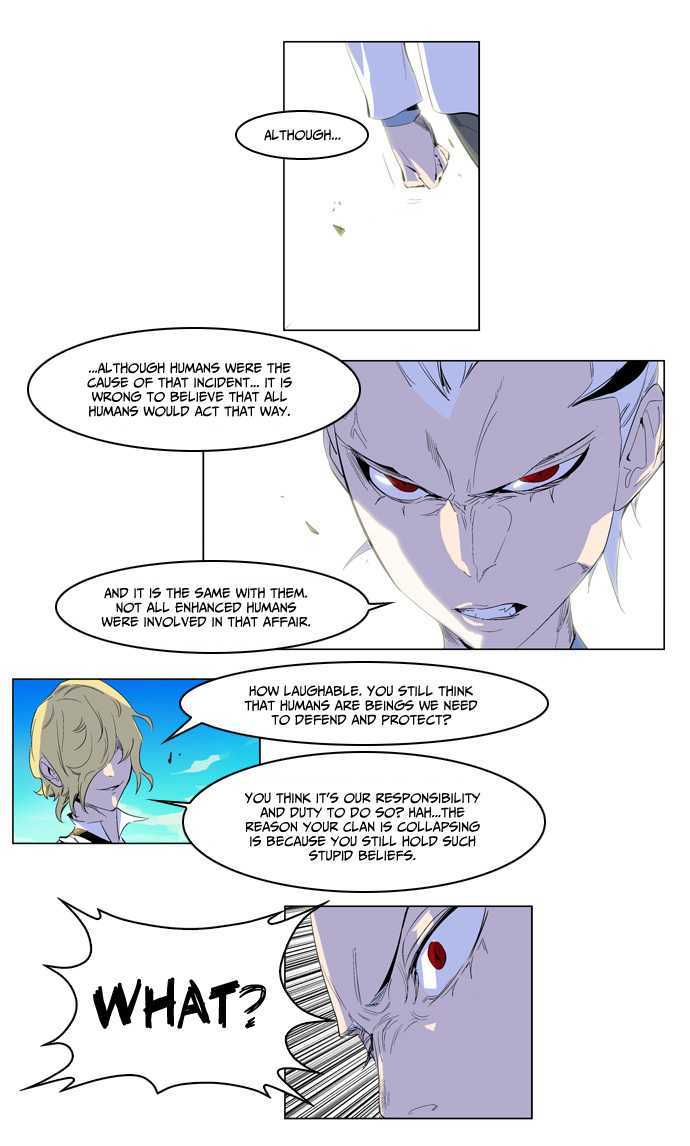 ALTHOUGH...
...ALTHOUGH HUMANS WERE THE
CAUSE OF THAT INCIDENT... IT IS
WRONG TO BELIEVE THAT ALL
HUMANS WOULD ACT THAT WAY.
AND IT IS THE SAME WITH THEM.
NOT ALL ENHANCED HUMANS
WERE INVOLVED IN THAT AFFAIR.
HOW LAUGHABLE. YOU STILL THINK
THAT HUMANS ARE BEINGS WE NEED
TO DEFEND AND PROTECT?
YOU THINK IT'S OUR RESPONSIBILITY
AND DUTY TO DO SO? HAH...THE
REASON YOUR CLAN IS COLLAPSING
IS BECAUSE YOU STILL HOLD SUCH
STUPID BELIEFS.
WHAT?